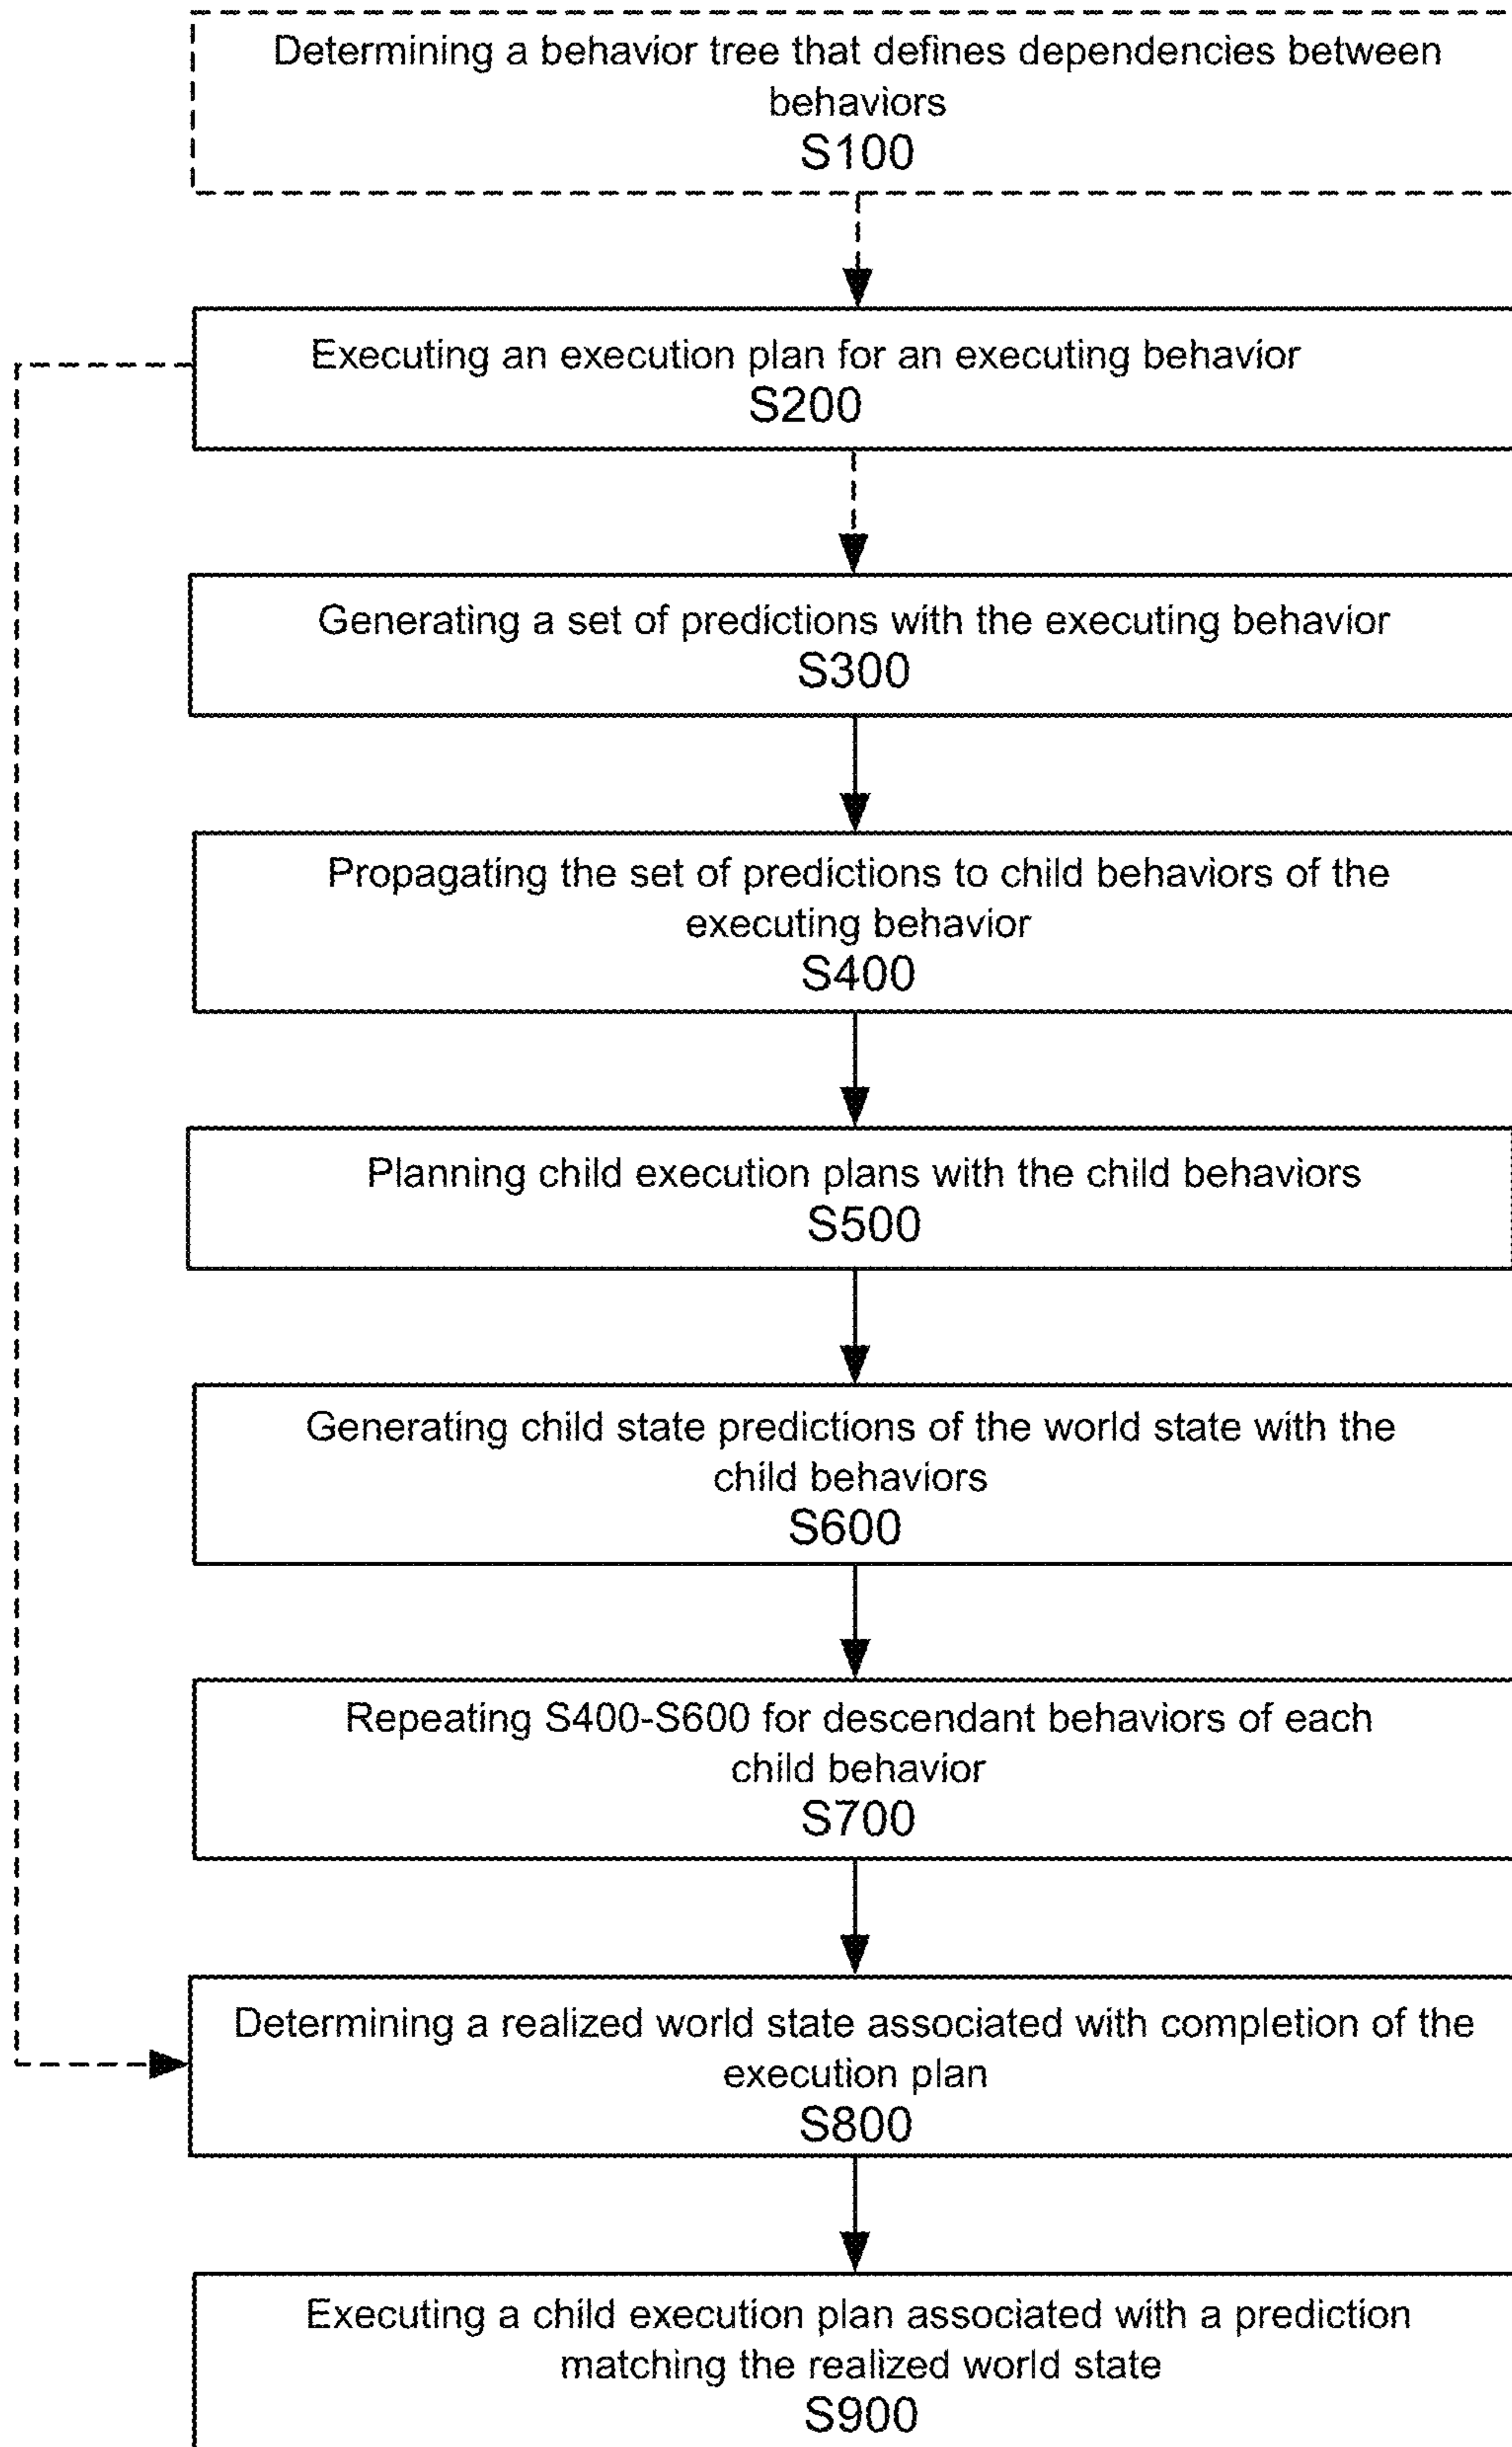 Determining a behavior tree that defines dependencies between
behaviors
S100
Executing an execution plan for an executing behavior
S200
Generating a set of predictions with the executing behavior
S300
Propagating the set of predictions to child behaviors of the
executing behavior
S400
Planning child execution plans with the child behaviors
S500
Generating child state predictions of the world state with the
child behaviors
S600
Repeating S400-S600 for descendant behaviors of each
child behavior
S700
Determining a realized world state associated with completion of the
execution plan
S800
Executing a child execution plan associated with a prediction
matching the realized world state
S900